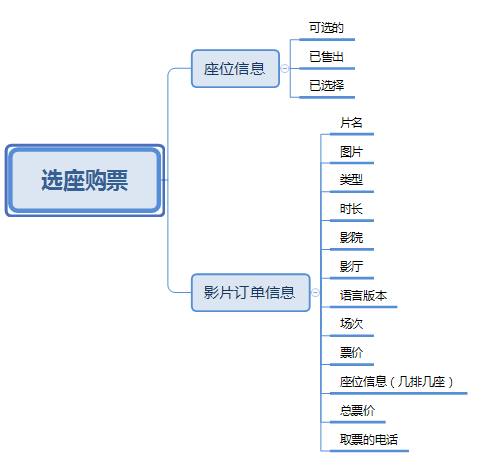 选座购票
座位信息
可选的
已售出
已选择
影片订单信息
片名
图片
类型
时长
影院
影厅
语言版本
场次
票价
座位信息（几排几座）
总票价
取票的电话